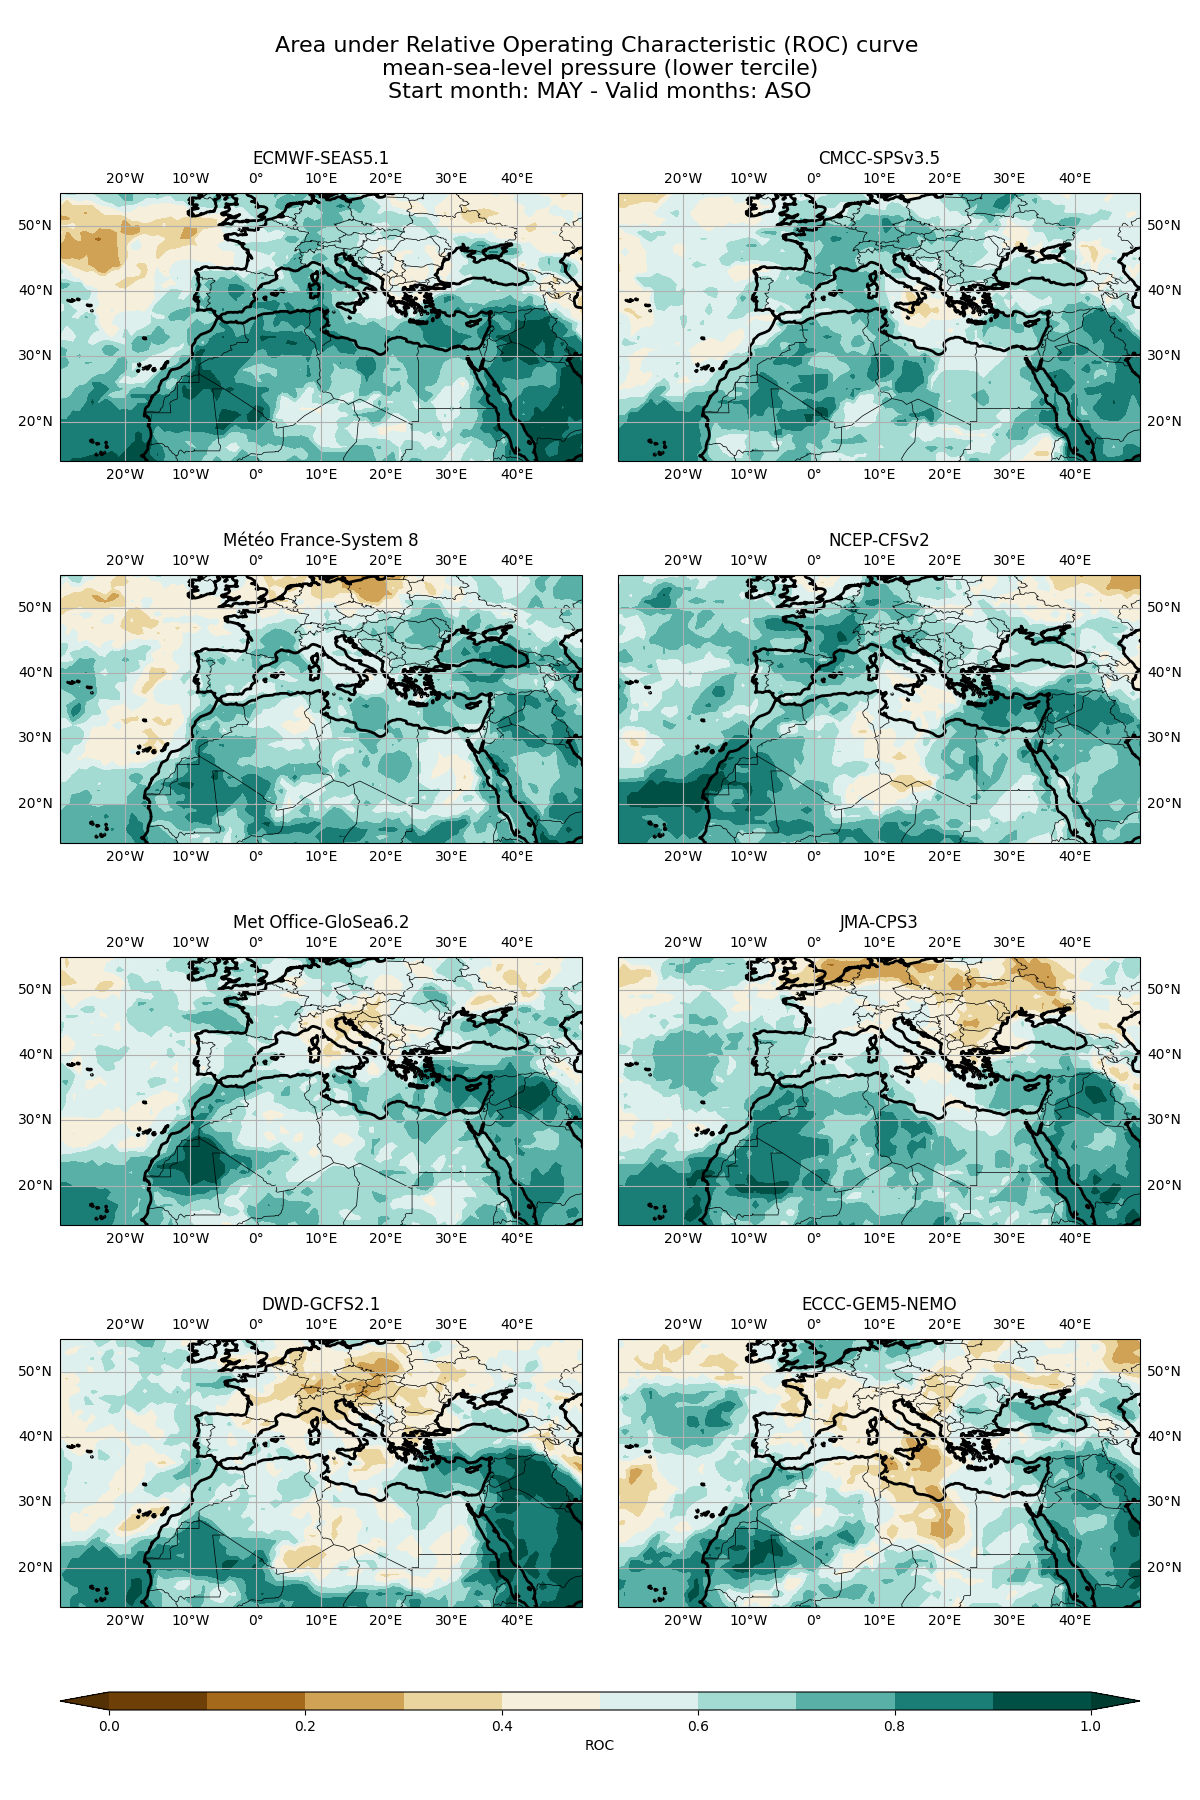 Area under Relative Operating Characteristic (ROC) curve
mean-sea-level pressure (lower tercile)
Start month: MAY - Valid months: ASO
ECMWF-SEAS5.1
20°W 10°W 0° 10°E 20°E 30°E 40°E
50°N
40°N
30°N
20°N
20°W 10°W 0° 10°E 20°E 30°E 40°E
CMCC-SPSv3.5
20°W 10°W 0° 10°E 20°E 30°E 40°E
50°N
40°N
30°N
20°N
20°W 10°W 0° 10°E 20°E 30°E 40°E
Météo France-System 8
20°W 10°W 0° 10°E 20°E 30°E 40°E
50°N
40°N
30°N
20°N
20°W 10°W 0° 10°E 20°E 30°E 40°E
NCEP-CFSv2
20°W 10°W 0° 10°E 20°E 30°E 40°E
50°N
40°N
30°N
20°N
20°W 10°W 0° 10°E 20°E 30°E 40°E
Met Office-GloSea6.2
20°W 10°W 0° 10°E 20°E 30°E 40°E
50°N
40°N
30°N
20°N
20°W 10°W 0° 10°E 20°E 30°E 40°E
JMA-CPS3
20°W 10°W 0° 10°E 20°E 30°E 40°E
50°N
40°N
30°N
20°N
20°W 10°W 0° 10°E 20°E 30°E 40°E
DWD-GCFS2.1
20°W 10°W 0° 10°E 20°E 30°E 40°E
50°N
40°N
30°N
20°N
20°W 10°W 0° 10°E 20°E 30°E 40°E
ECCC-GEM5-NEMO
20°W 10°W 0° 10°E 20°E 30°E 40°E
50°N
40°N
30°N
20°N
20°W 10°W 0° 10°E 20°E 30°E 40°E
0.0 0.2 0.4 0.6 0.8 1.0
ROC